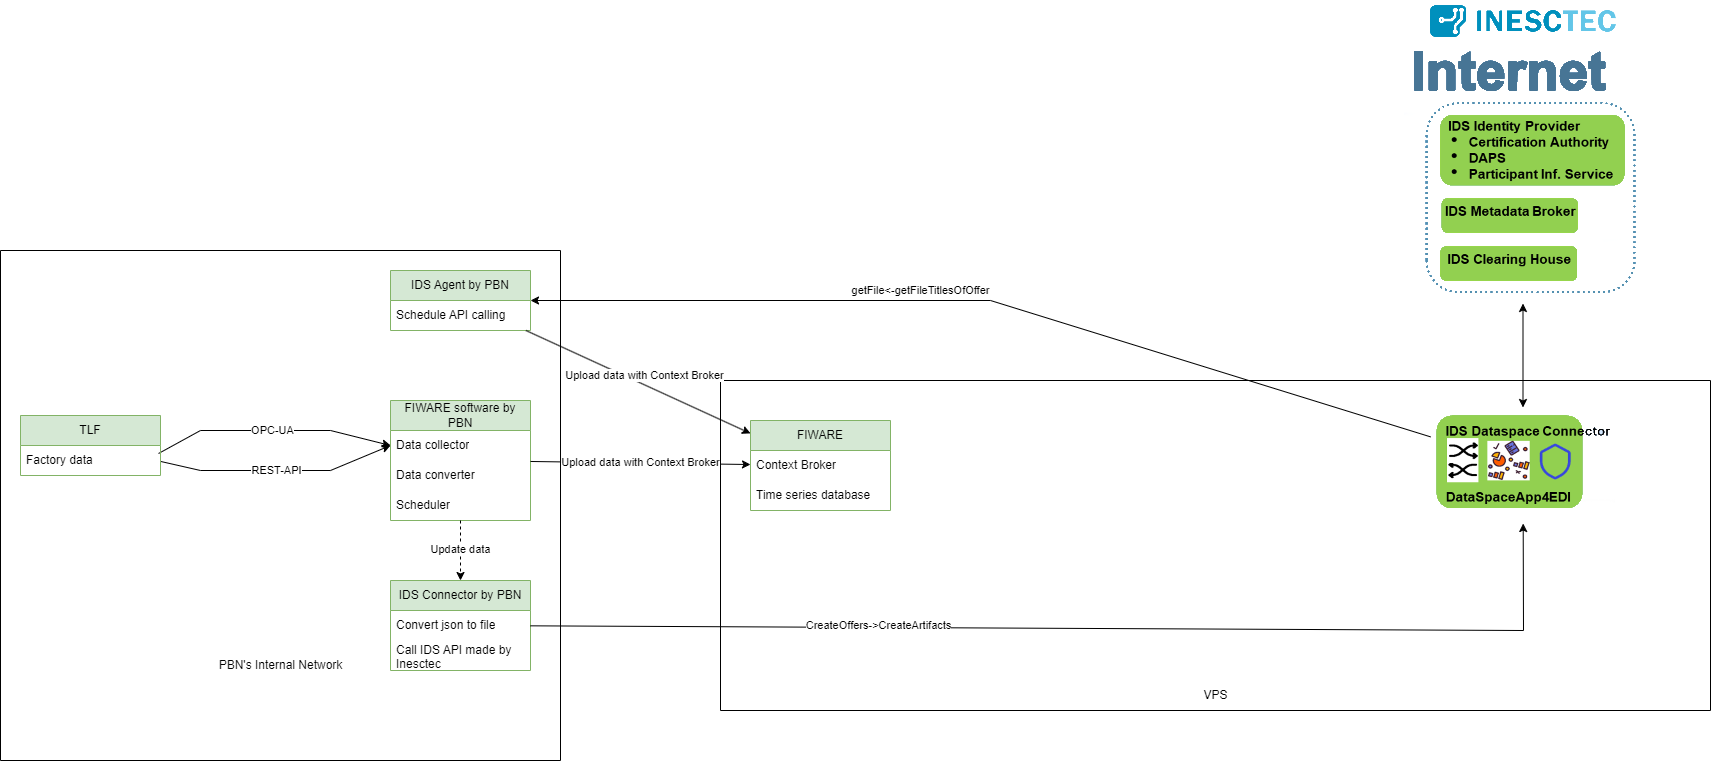 INESCTEC
Internet
IDS Identity Provider
• Certification Authority
• DAPS
• Participant Inf. Service
IDS Metadata Broker
IDS Clearing House
IDS Agent by PBN
Schedule API calling
getFile<-getFileTitlesOfOffer
Upload data with Context Broker
TLF
Factory data
OPC-UA
REST-API
FIWARE software by
PBN
Data collector
Data converter
Scheduler
Upload data with Context Broker
FIWARE
Context Broker
Time series database
IDS Dataspace Connector
DataSpaceApp4EDI
Update data
IDS Connector by PBN
Convert json to file
Call IDS API made by
Inesctec
CreateOffers->CreateArtifacts
PBN's Internal Network
VPS